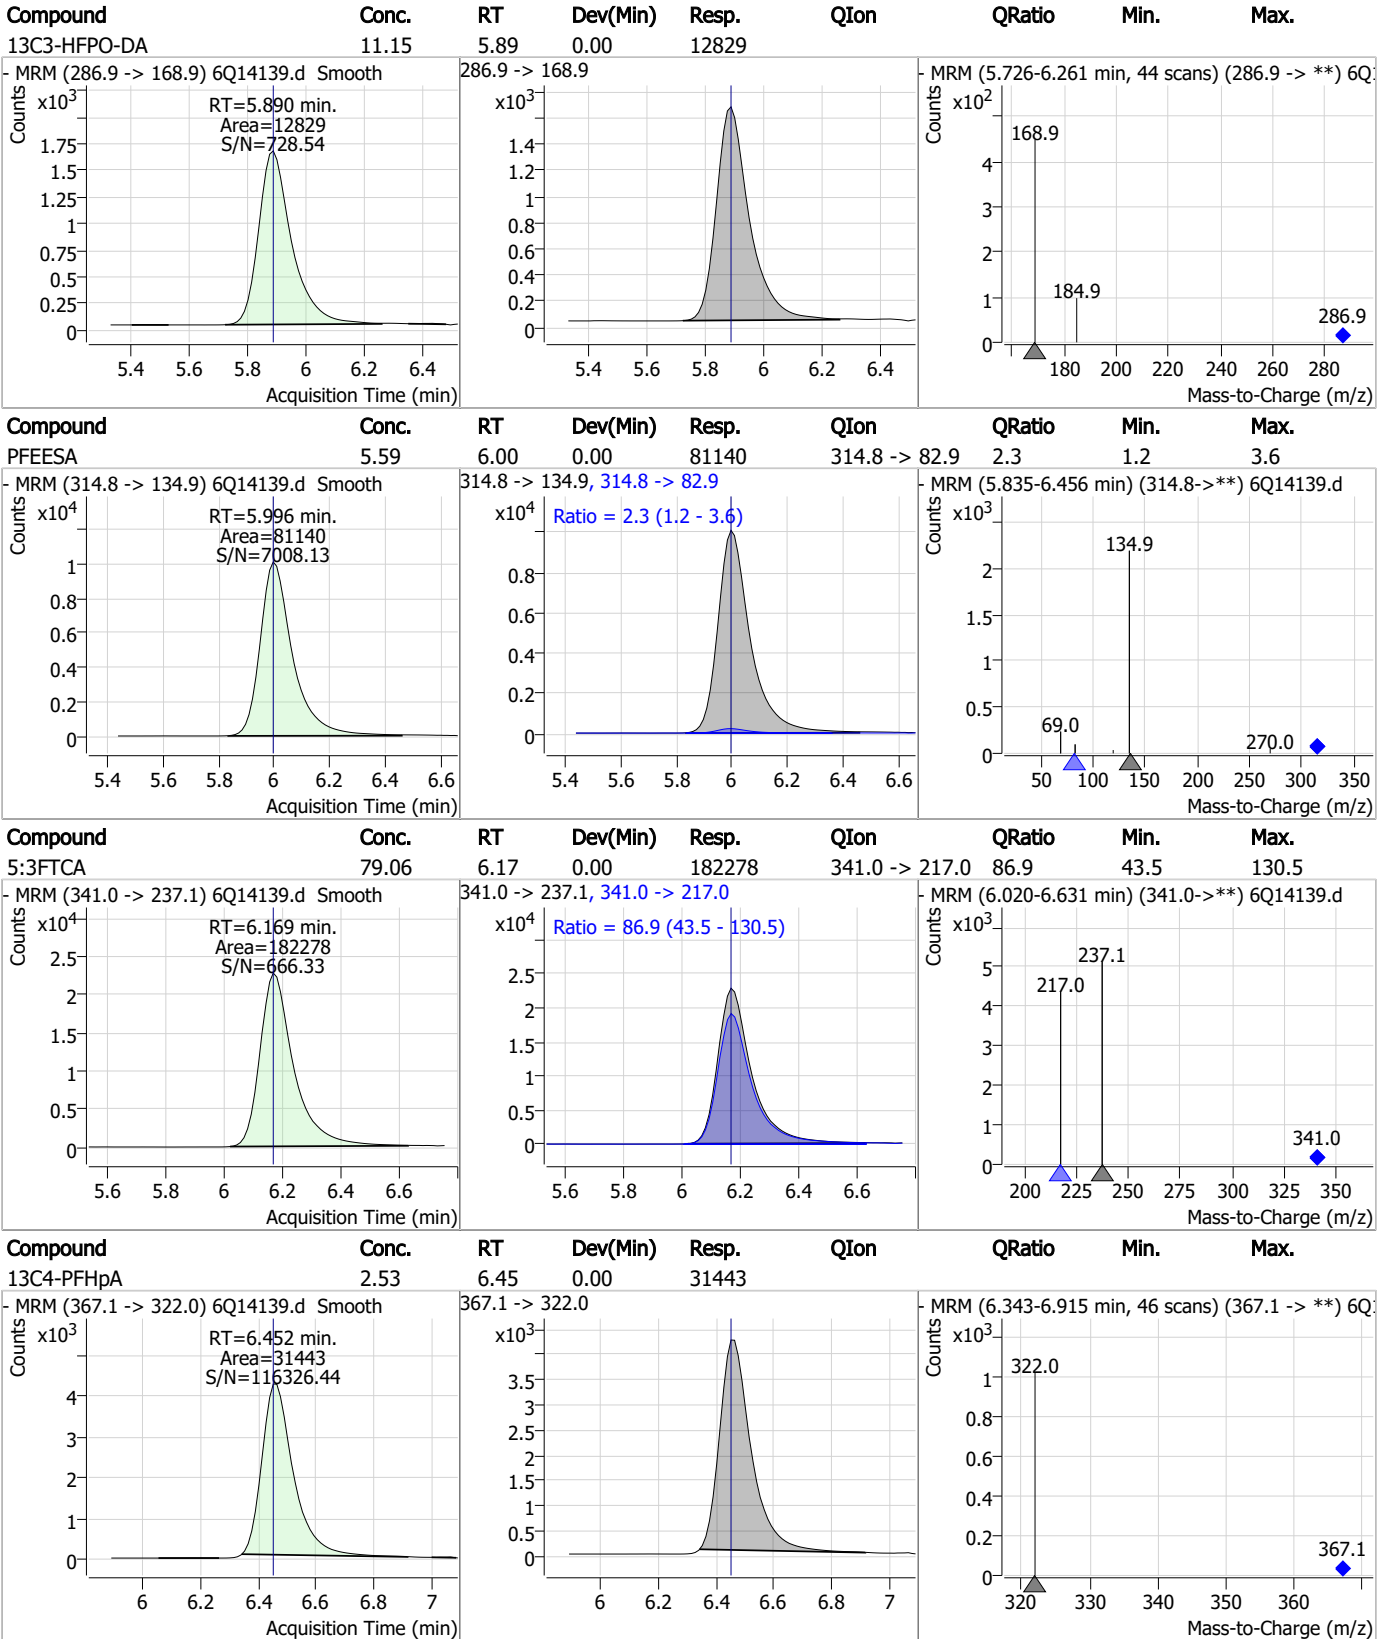 Compound Conc. RT Dev(Min) Resp. QIon QRatio Min. Max.
13C3-HFPO-DA 11.15 5.89 0.00 12829
- MRM (286.9 -> 168.9) 6Q14139.d Smooth
Counts
x10³
RT=5.890 min.
Area=12829
S/N=728.54
1.75
1.5
1.25
1
0.75
0.5
0.25
0
5.4 5.6 5.8 6 6.2 6.4
Acquisition Time (min)
286.9 -> 168.9
x10³
1.4
1.2
1
0.8
0.6
0.4
0.2
0
5.4 5.6 5.8 6 6.2 6.4
- MRM (5.726-6.261 min, 44 scans) (286.9 -> **) 6Q1
Counts
x10²
168.9
184.9
286.9
4
3
2
1
0
180 200 220 240 260 280
Mass-to-Charge (m/z)
Compound Conc. RT Dev(Min) Resp. QIon QRatio Min. Max.
PFEESA 5.59 6.00 0.00 81140 314.8 -> 82.9 2.3 1.2 3.6
- MRM (314.8 -> 134.9) 6Q14139.d Smooth
Counts
x10⁴
RT=5.996 min.
Area=81140
S/N=7008.13
1
0.8
0.6
0.4
0.2
0
5.4 5.6 5.8 6 6.2 6.4 6.6
Acquisition Time (min)
314.8 -> 134.9, 314.8 -> 82.9
x10⁴
Ratio = 2.3 (1.2 - 3.6)
0.8
0.6
0.4
0.2
0
5.4 5.6 5.8 6 6.2 6.4 6.6
- MRM (5.835-6.456 min) (314.8->**) 6Q14139.d
Counts
x10³
134.9
69.0
270.0
2
1.5
1
0.5
0
50 100 150 200 250 300 350
Mass-to-Charge (m/z)
Compound Conc. RT Dev(Min) Resp. QIon QRatio Min. Max.
5:3FTCA 79.06 6.17 0.00 182278 341.0 -> 217.0 86.9 43.5 130.5
- MRM (341.0 -> 237.1) 6Q14139.d Smooth
Counts
x10⁴
RT=6.169 min.
Area=182278
S/N=666.33
2.5
2
1.5
1
0.5
0
5.6 5.8 6 6.2 6.4 6.6
Acquisition Time (min)
341.0 -> 237.1, 341.0 -> 217.0
x10⁴
Ratio = 86.9 (43.5 - 130.5)
2.5
2
1.5
1
0.5
0
5.6 5.8 6 6.2 6.4 6.6
- MRM (6.020-6.631 min) (341.0->**) 6Q14139.d
Counts
x10³
237.1
217.0
341.0
5
4
3
2
1
0
200 225 250 275 300 325 350
Mass-to-Charge (m/z)
Compound Conc. RT Dev(Min) Resp. QIon QRatio Min. Max.
13C4-PFHpA 2.53 6.45 0.00 31443
- MRM (367.1 -> 322.0) 6Q14139.d Smooth
Counts
x10³
RT=6.452 min.
Area=31443
S/N=116326.44
4
3
2
1
0
6 6.2 6.4 6.6 6.8 7
Acquisition Time (min)
367.1 -> 322.0
x10³
3.5
3
2.5
2
1.5
1
0.5
0
6 6.2 6.4 6.6 6.8 7
- MRM (6.343-6.915 min, 46 scans) (367.1 -> **) 6Q1
Counts
x10³
322.0
367.1
1
0.8
0.6
0.4
0.2
0
320 330 340 350 360
Mass-to-Charge (m/z)